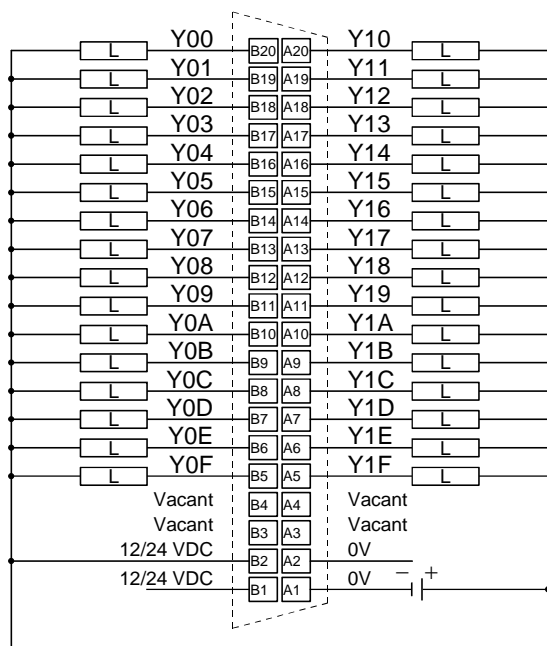 L Y00 B20 A20 Y10 L
L Y01 B19 A19 Y11 L
L Y02 B18 A18 Y12 L
L Y03 B17 A17 Y13 L
L Y04 B16 A16 Y14 L
L Y05 B15 A15 Y15 L
L Y06 B14 A14 Y16 L
L Y07 B13 A13 Y17 L
L Y08 B12 A12 Y18 L
L Y09 B11 A11 Y19 L
L Y0A B10 A10 Y1A L
L Y0B B9 A9 Y1B L
L Y0C B8 A8 Y1C L
L Y0D B7 A7 Y1D L
L Y0E B6 A6 Y1E L
L Y0F B5 A5 Y1F L
Vacant B4 A4 Vacant
Vacant B3 A3 Vacant
12/24 VDC B2 A2 0V
12/24 VDC B1 A1 0V − +